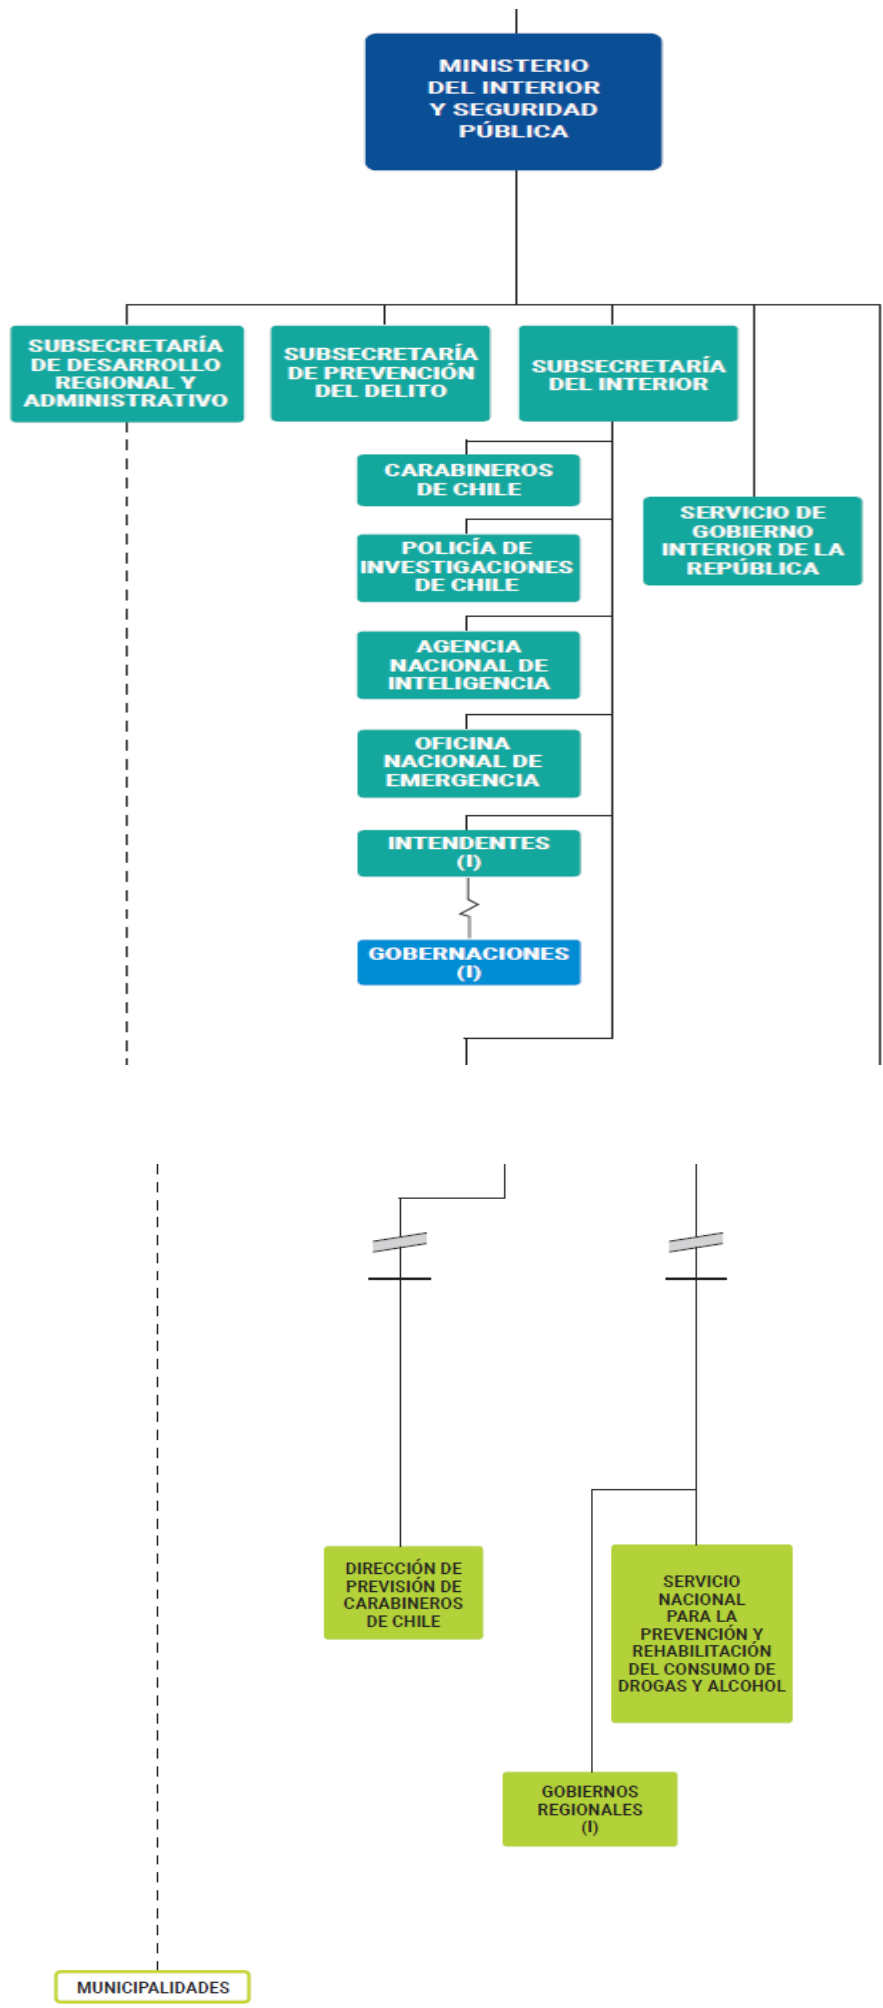 MINISTERIO
DEL INTERIOR
Y SEGURIDAD
PÚBLICA
SUBSECRETARÍA
DE DESARROLLO
REGIONAL Y
ADMINISTRATIVO
SUBSECRETARÍA
DE PREVENCIÓN
DEL DELITO
SUBSECRETARÍA
DEL INTERIOR
CARABINEROS
DE CHILE
POLICÍA DE
INVESTIGACIONES
DE CHILE
AGENCIA
NACIONAL DE
INTELIGENCIA
OFICINA
NACIONAL DE
EMERGENCIA
INTENDENTES
(I)
GOBERNACIONES
(I)
SERVICIO DE
GOBIERNO
INTERIOR DE LA
REPÚBLICA
DIRECCIÓN DE
PREVISIÓN DE
CARABINEROS
DE CHILE
SERVICIO
NACIONAL
PARA LA
PREVENCIÓN Y
REHABILITACIÓN
DEL CONSUMO DE
DROGAS Y ALCOHOL
GOBIERNOS
REGIONALES
(I)
MUNICIPALIDADES